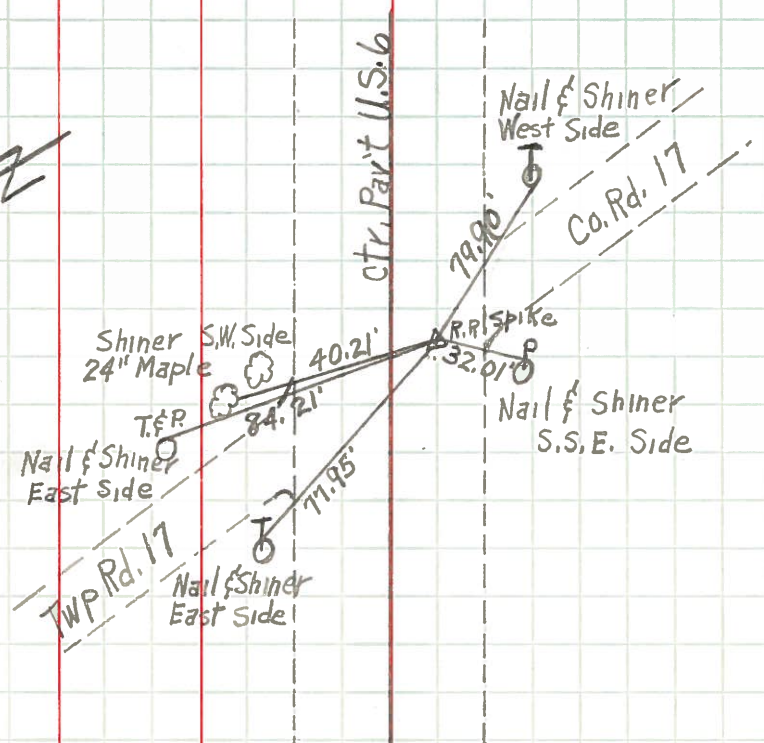 Nail & Shiner
West Side
T
ctr. Pav't U.S.6
Co. Rd. 17
79.90'
N
Shiner S.W. Side
24" Maple
40.21'
R.R. Spike
32.01'
P
84.21'
T.&P.
Nail & Shiner
S.S.E. Side
Nail & Shiner
East Side
77.95'
T
Twp Rd. 17
Nail & Shiner
East Side